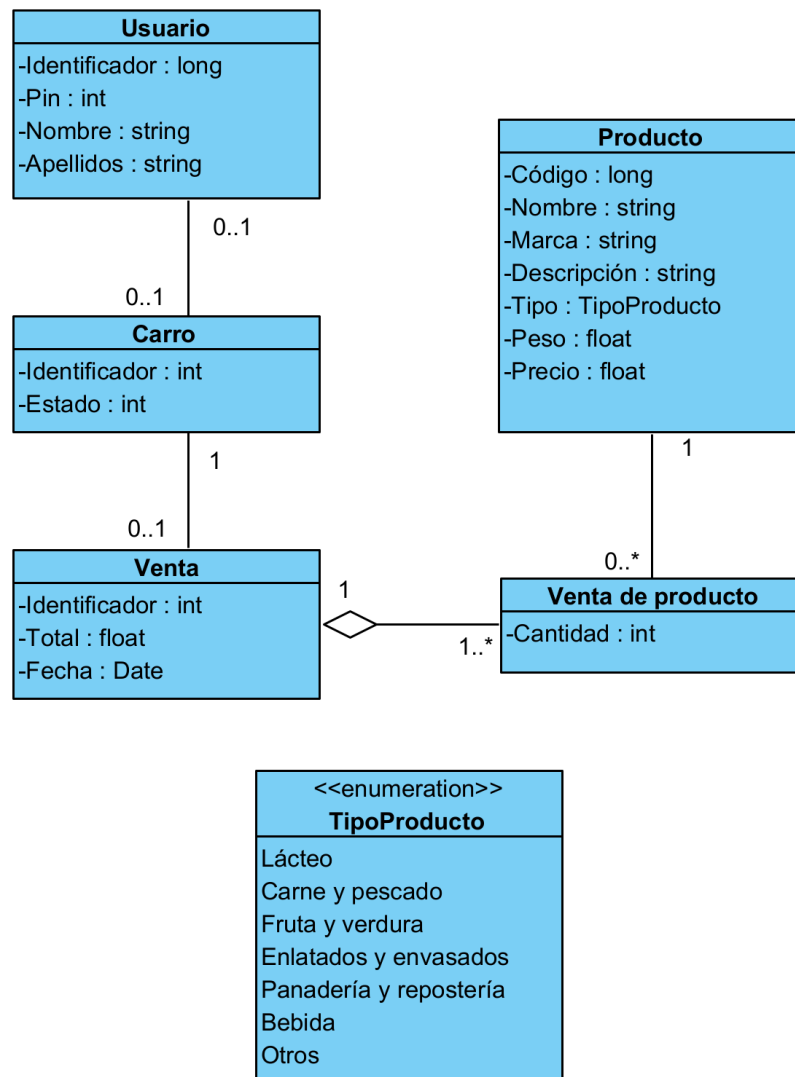 Usuario
-Identificador : long
-Pin : int
-Nombre : string
-Apellidos : string
0..1
0..1
Carro
-Identificador : int
-Estado : int
1
0..1
Venta
-Identificador : int
-Total : float
-Fecha : Date
1
1..*
Producto
-Código : long
-Nombre : string
-Marca : string
-Descripción : string
-Tipo : TipoProducto
-Peso : float
-Precio : float
1
0..*
Venta de producto
-Cantidad : int
<<enumeration>>
TipoProducto
Lácteo
Carne y pescado
Fruta y verdura
Enlatados y envasados
Panadería y repostería
Bebida
Otros